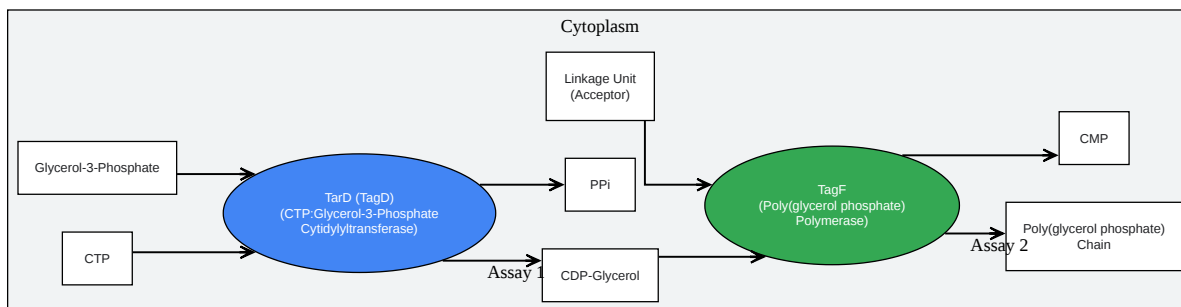 Cytoplasm
Linkage Unit
(Acceptor)
Glycerol-3-Phosphate
CTP
TarD (TagD)
(CTP:Glycerol-3-Phosphate
Cytidylyltransferase)
PPi
Assay 1
CDP-Glycerol
TagF
(Poly(glycerol phosphate)
Polymerase)
CMP
Assay 2
Poly(glycerol phosphate)
Chain